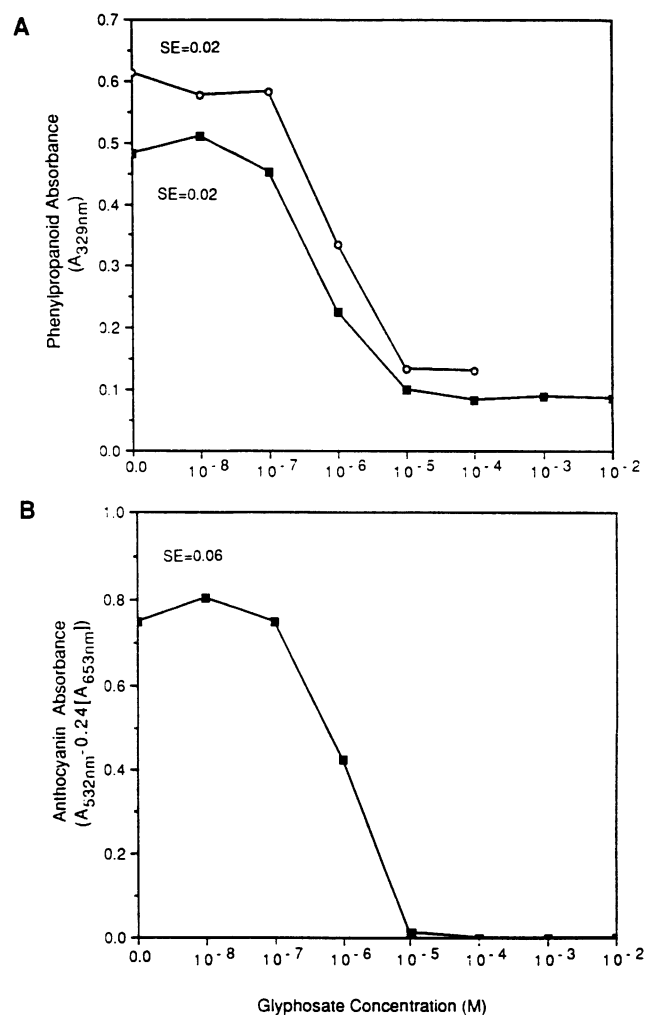 A
0.7
SE=0.02
0.6
0.5
SE=0.02
0.4
0.3
0.2
0.1
0.0
Phenylpropanoid Absorbance
(A329nm)
0.0 10-8 10-7 10-6 10-5 10-4 10-3 10-2
B
1.0
SE=0.06
0.8
0.6
0.4
0.2
0.0
Anthocyanin Absorbance
(A532nm-0.24[A653nm])
0.0 10-8 10-7 10-6 10-5 10-4 10-3 10-2
Glyphosate Concentration (M)